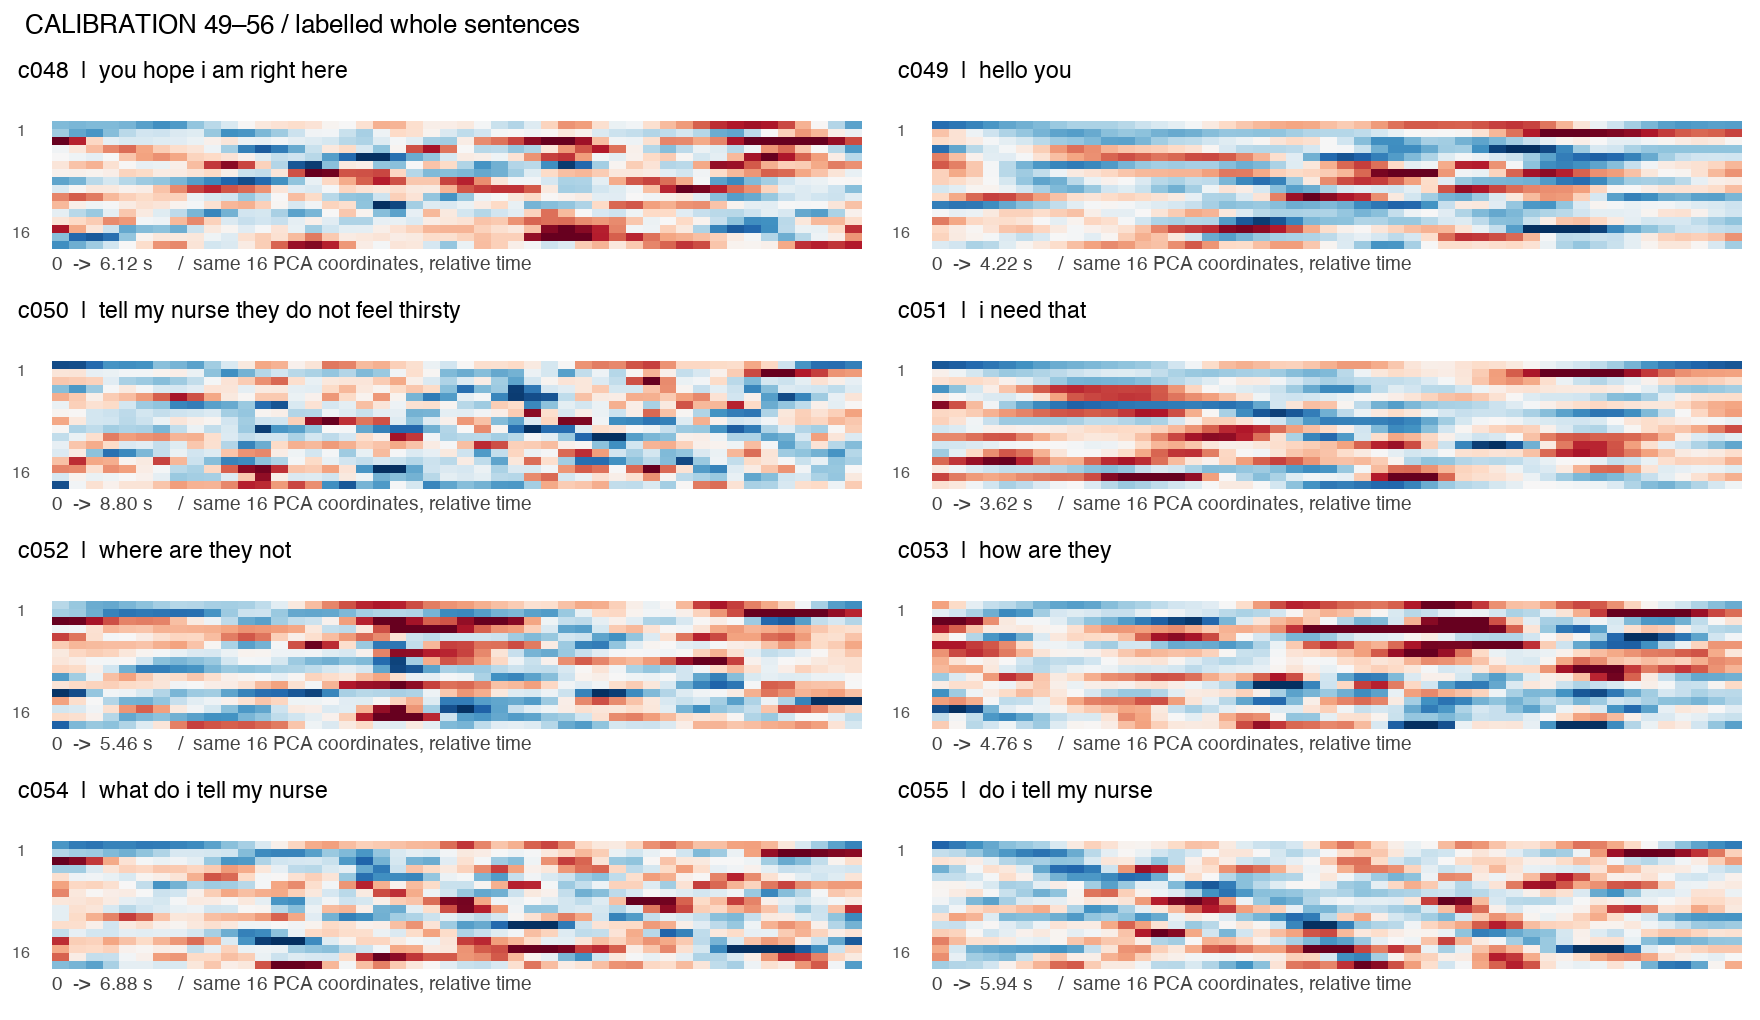 CALIBRATION 49–56 / labelled whole sentences
c048 | you hope i am right here
1
16
0 -> 6.12 s / same 16 PCA coordinates, relative time
c049 | hello you
1
16
0 -> 4.22 s / same 16 PCA coordinates, relative time
c050 | tell my nurse they do not feel thirsty
1
16
0 -> 8.80 s / same 16 PCA coordinates, relative time
c051 | i need that
1
16
0 -> 3.62 s / same 16 PCA coordinates, relative time
c052 | where are they not
1
16
0 -> 5.46 s / same 16 PCA coordinates, relative time
c053 | how are they
1
16
0 -> 4.76 s / same 16 PCA coordinates, relative time
c054 | what do i tell my nurse
1
16
0 -> 6.88 s / same 16 PCA coordinates, relative time
c055 | do i tell my nurse
1
16
0 -> 5.94 s / same 16 PCA coordinates, relative time